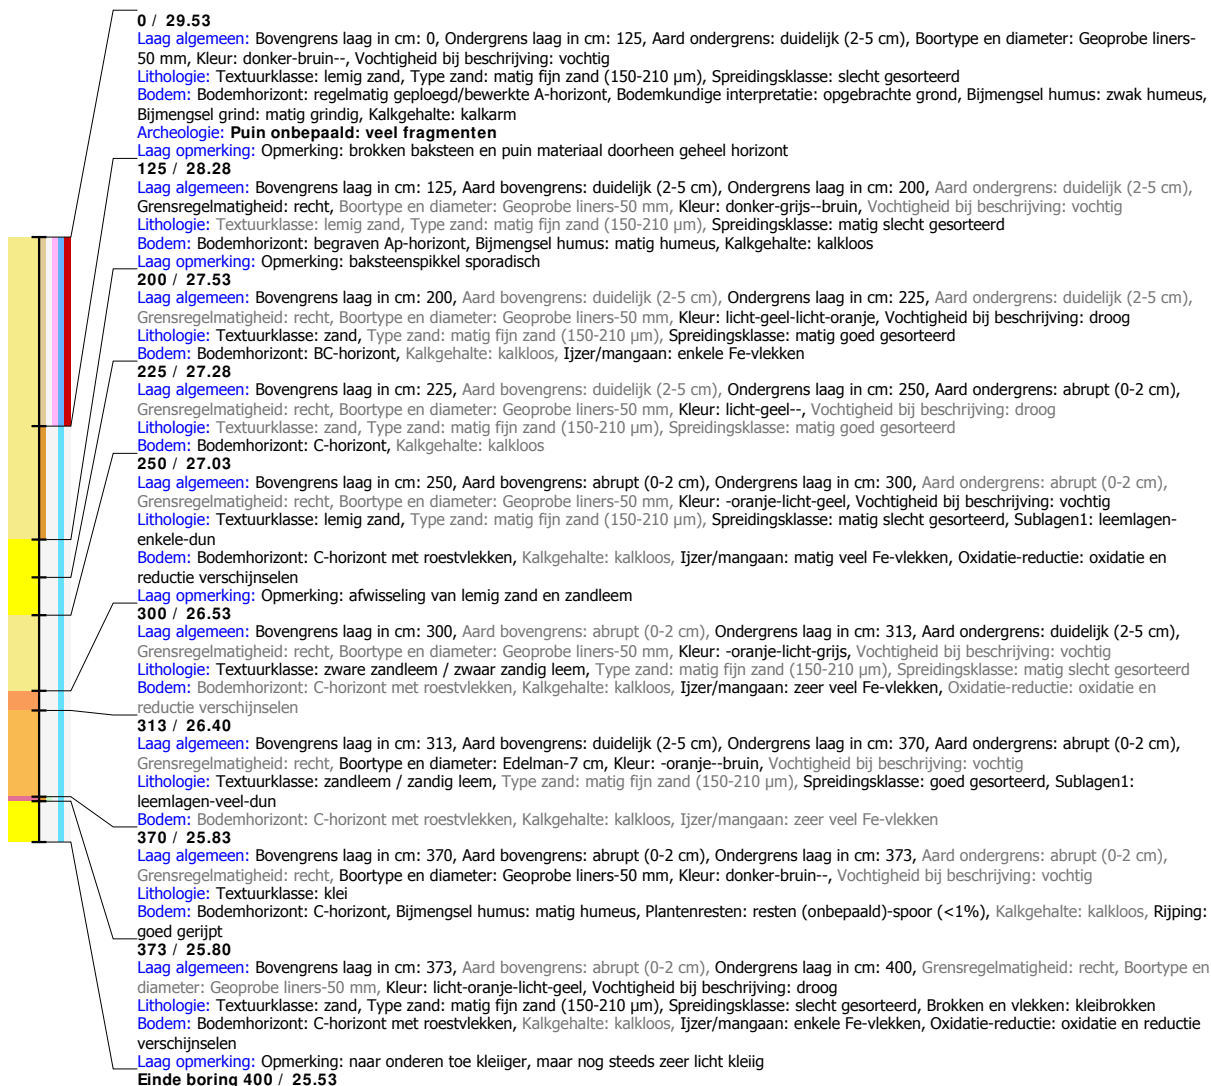 0 / 29.53
Laag algemeen: Bovengrens laag in cm: 0, Ondergrens laag in cm: 125, Aard ondergrens: duidelijk (2-5 cm), Boortype en diameter: Geoprobe liners-
50 mm, Kleur: donker-bruin--, Vochtigheid bij beschrijving: vochtig
Lithologie: Textuurklasse: lemig zand, Type zand: matig fijn zand (150-210 µm), Spreidingsklasse: slecht gesorteerd
Bodem: Bodemhorizont: regelmatig geploegd/bewerkte A-horizont, Bodemkundige interpretatie: opgebrachte grond, Bijmengsel humus: zwak humeus,
Bijmengsel grind: matig grindig, Kalkgehalte: kalkarm
Archeologie: Puin onbepaald: veel fragmenten
Laag opmerking: Opmerking: brokken baksteen en puin materiaal doorheen geheel horizont
125 / 28.28
Laag algemeen: Bovengrens laag in cm: 125, Aard bovengrens: duidelijk (2-5 cm), Ondergrens laag in cm: 200, Aard ondergrens: duidelijk (2-5 cm),
Grensregelmatigheid: recht, Boortype en diameter: Geoprobe liners-50 mm, Kleur: donker-grijs--bruin, Vochtigheid bij beschrijving: vochtig
Lithologie: Textuurklasse: lemig zand, Type zand: matig fijn zand (150-210 µm), Spreidingsklasse: matig slecht gesorteerd
Bodem: Bodemhorizont: begraven Ap-horizont, Bijmengsel humus: matig humeus, Kalkgehalte: kalkloos
Laag opmerking: Opmerking: baksteenspikkel sporadisch
200 / 27.53
Laag algemeen: Bovengrens laag in cm: 200, Aard bovengrens: duidelijk (2-5 cm), Ondergrens laag in cm: 225, Aard ondergrens: duidelijk (2-5 cm),
Grensregelmatigheid: recht, Boortype en diameter: Geoprobe liners-50 mm, Kleur: licht-geel-licht-oranje, Vochtigheid bij beschrijving: droog
Lithologie: Textuurklasse: zand, Type zand: matig fijn zand (150-210 µm), Spreidingsklasse: matig goed gesorteerd
Bodem: Bodemhorizont: BC-horizont, Kalkgehalte: kalkloos, Ijzer/mangaan: enkele Fe-vlekken
225 / 27.28
Laag algemeen: Bovengrens laag in cm: 225, Aard bovengrens: duidelijk (2-5 cm), Ondergrens laag in cm: 250, Aard ondergrens: abrupt (0-2 cm),
Grensregelmatigheid: recht, Boortype en diameter: Geoprobe liners-50 mm, Kleur: licht-geel--, Vochtigheid bij beschrijving: droog
Lithologie: Textuurklasse: zand, Type zand: matig fijn zand (150-210 µm), Spreidingsklasse: matig goed gesorteerd
Bodem: Bodemhorizont: C-horizont, Kalkgehalte: kalkloos
250 / 27.03
Laag algemeen: Bovengrens laag in cm: 250, Aard bovengrens: abrupt (0-2 cm), Ondergrens laag in cm: 300, Aard ondergrens: abrupt (0-2 cm),
Grensregelmatigheid: recht, Boortype en diameter: Geoprobe liners-50 mm, Kleur: -oranje-licht-geel, Vochtigheid bij beschrijving: vochtig
Lithologie: Textuurklasse: lemig zand, Type zand: matig fijn zand (150-210 µm), Spreidingsklasse: matig slecht gesorteerd, Sublagen1: leemlagen-
enkele-dun
Bodem: Bodemhorizont: C-horizont met roestvlekken, Kalkgehalte: kalkloos, Ijzer/mangaan: matig veel Fe-vlekken, Oxidatie-reductie: oxidatie en
reductie verschijnselen
Laag opmerking: Opmerking: afwisseling van lemig zand en zandleem
300 / 26.53
Laag algemeen: Bovengrens laag in cm: 300, Aard bovengrens: abrupt (0-2 cm), Ondergrens laag in cm: 313, Aard ondergrens: duidelijk (2-5 cm),
Grensregelmatigheid: recht, Boortype en diameter: Geoprobe liners-50 mm, Kleur: -oranje-licht-grijs, Vochtigheid bij beschrijving: vochtig
Lithologie: Textuurklasse: zware zandleem / zwaar zandig leem, Type zand: matig fijn zand (150-210 µm), Spreidingsklasse: matig slecht gesorteerd
Bodem: Bodemhorizont: C-horizont met roestvlekken, Kalkgehalte: kalkloos, Ijzer/mangaan: zeer veel Fe-vlekken, Oxidatie-reductie: oxidatie en
reductie verschijnselen
313 / 26.40
Laag algemeen: Bovengrens laag in cm: 313, Aard bovengrens: duidelijk (2-5 cm), Ondergrens laag in cm: 370, Aard ondergrens: abrupt (0-2 cm),
Grensregelmatigheid: recht, Boortype en diameter: Edelman-7 cm, Kleur: -oranje--bruin, Vochtigheid bij beschrijving: vochtig
Lithologie: Textuurklasse: zandleem / zandig leem, Type zand: matig fijn zand (150-210 µm), Spreidingsklasse: goed gesorteerd, Sublagen1:
leemlagen-veel-dun
Bodem: Bodemhorizont: C-horizont met roestvlekken, Kalkgehalte: kalkloos, Ijzer/mangaan: zeer veel Fe-vlekken
370 / 25.83
Laag algemeen: Bovengrens laag in cm: 370, Aard bovengrens: abrupt (0-2 cm), Ondergrens laag in cm: 373, Aard ondergrens: abrupt (0-2 cm),
Grensregelmatigheid: recht, Boortype en diameter: Geoprobe liners-50 mm, Kleur: donker-bruin--, Vochtigheid bij beschrijving: vochtig
Lithologie: Textuurklasse: klei
Bodem: Bodemhorizont: C-horizont, Bijmengsel humus: matig humeus, Plantenresten: resten (onbepaald)-spoor (<1%), Kalkgehalte: kalkloos, Rijping:
goed gerijpt
373 / 25.80
Laag algemeen: Bovengrens laag in cm: 373, Aard bovengrens: abrupt (0-2 cm), Ondergrens laag in cm: 400, Grensregelmatigheid: recht, Boortype en
diameter: Geoprobe liners-50 mm, Kleur: licht-oranje-licht-geel, Vochtigheid bij beschrijving: droog
Lithologie: Textuurklasse: zand, Type zand: matig fijn zand (150-210 µm), Spreidingsklasse: slecht gesorteerd, Brokken en vlekken: kleibrokken
Bodem: Bodemhorizont: C-horizont met roestvlekken, Kalkgehalte: kalkloos, Ijzer/mangaan: enkele Fe-vlekken, Oxidatie-reductie: oxidatie en reductie
verschijnselen
Laag opmerking: Opmerking: naar onderen toe kleiiger, maar nog steeds zeer licht kleiig
Einde boring 400 / 25.53